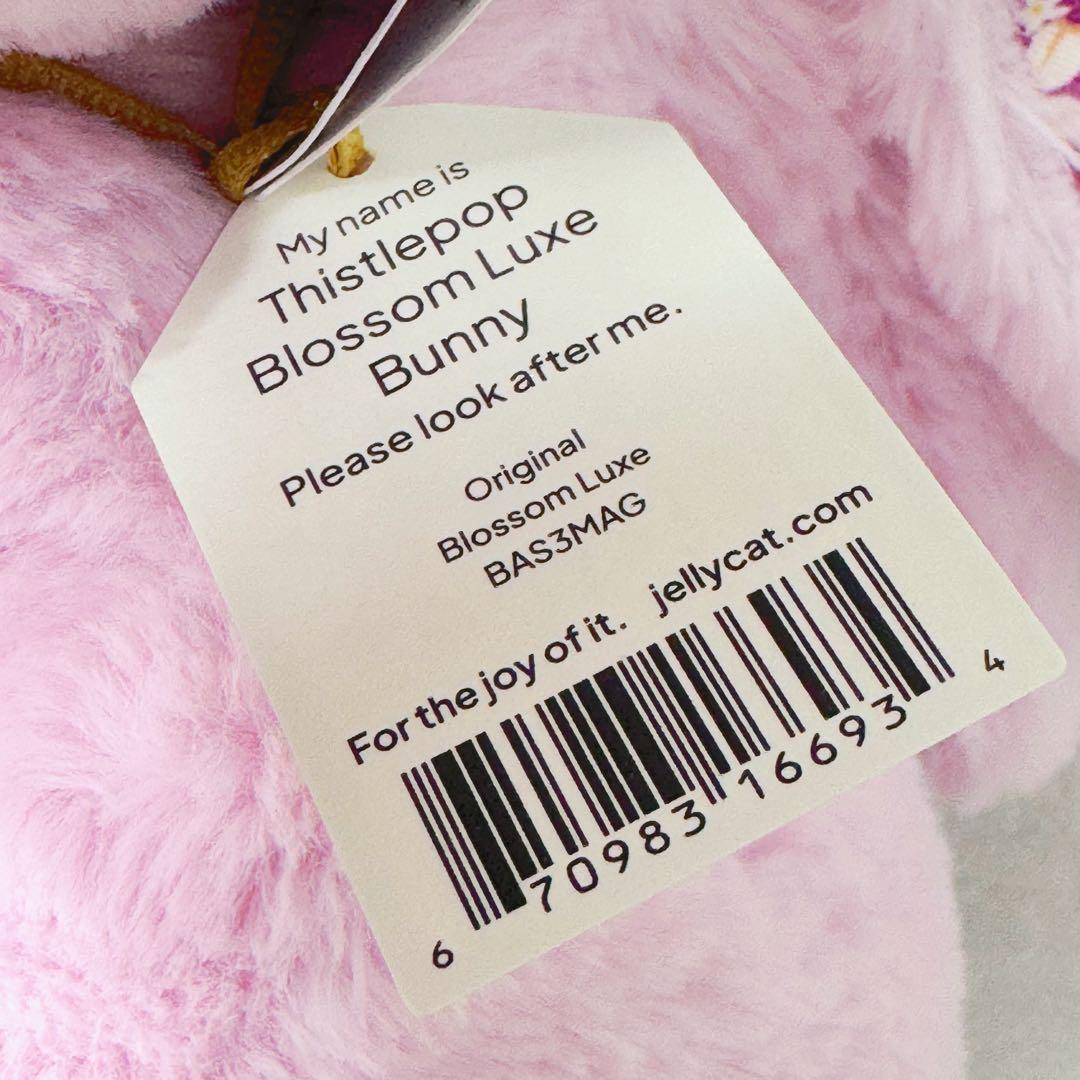 My name is
Thistlepop
Blossom Luxe
Bunny
Please look after me.
Original
Blossom Luxe
BAS3MAG
For the joy of it. jellycat.com
6 70983 16693 4